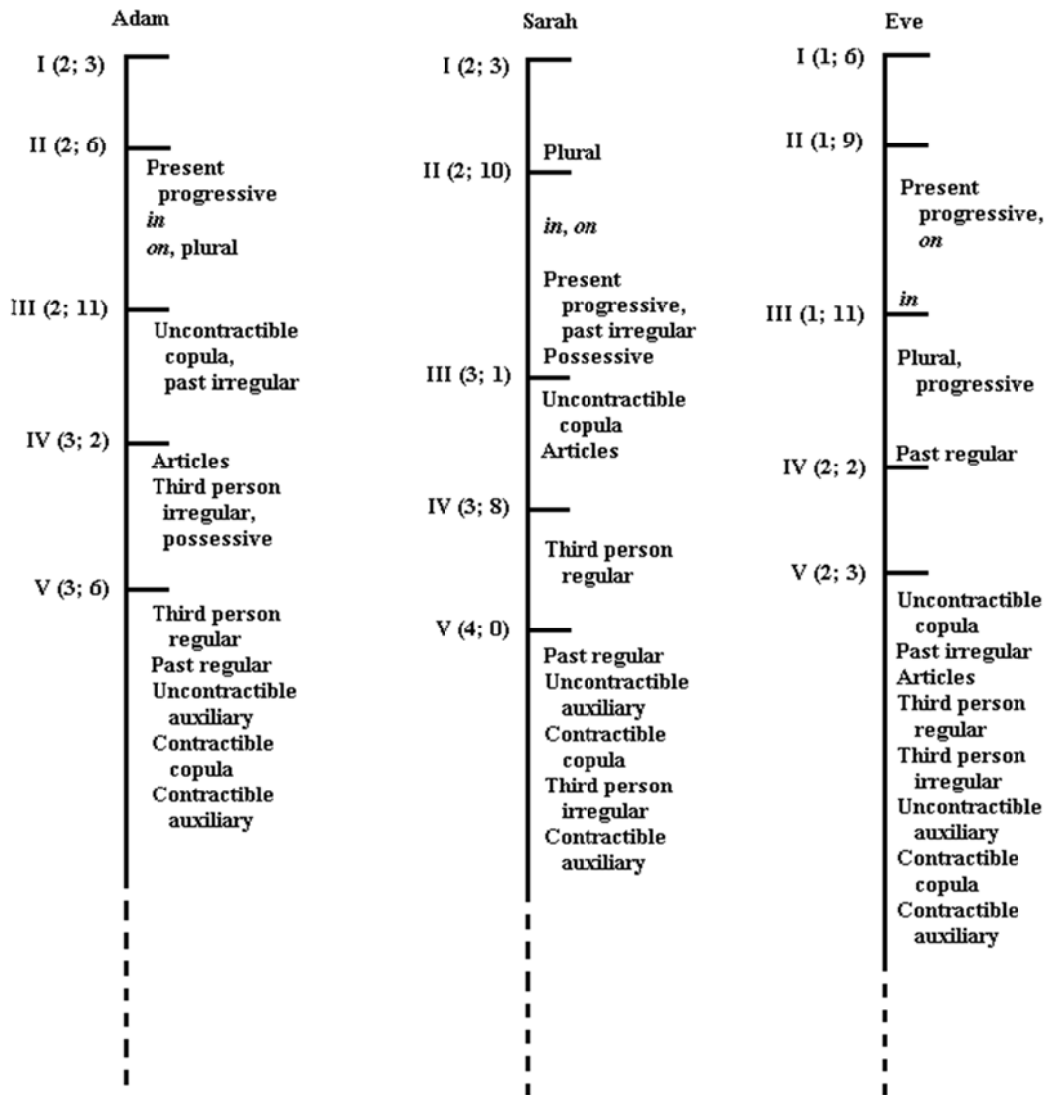 Adam
I (2; 3)
II (2; 6)
Present
progressive
in
on, plural
III (2; 11)
Uncontractible
copula,
past irregular
IV (3; 2)
Articles
Third person
irregular,
possessive
V (3; 6)
Third person
regular
Past regular
Uncontractible
auxiliary
Contractible
copula
Contractible
auxiliary
Sarah
I (2; 3)
Plural
II (2; 10)
in, on
Present
progressive,
past irregular
Possessive
III (3; 1)
Uncontractible
copula
Articles
IV (3; 8)
Third person
regular
V (4; 0)
Past regular
Uncontractible
auxiliary
Contractible
copula
Third person
irregular
Contractible
auxiliary
Eve
I (1; 6)
II (1; 9)
Present
progressive,
on
in
III (1; 11)
Plural,
progressive
Past regular
IV (2; 2)
V (2; 3)
Uncontractible
copula
Past irregular
Articles
Third person
regular
Third person
irregular
Uncontractible
auxiliary
Contractible
copula
Contractible
auxiliary